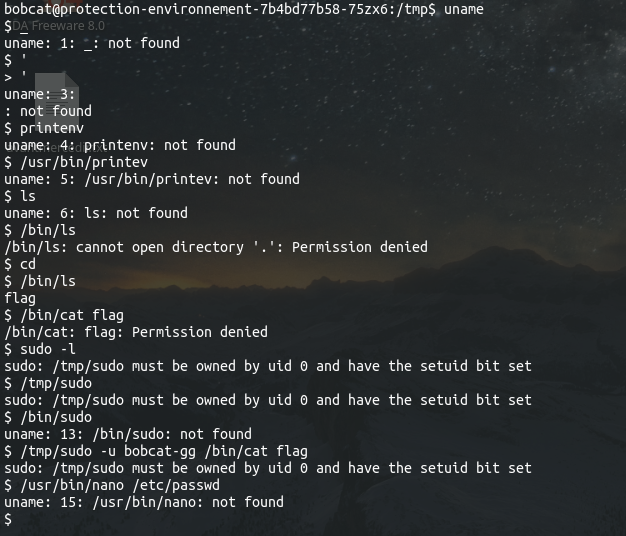 bobcat@protection-environnement-7b4bd77b58-75zx6:/tmp$ uname
DA Freeware 8.0
$ _
uname: 1: _: not found
$ '
> '
uname: 3:
: not found
$ printenv
uname: 4: printenv: not found
$ /usr/bin/printev
uname: 5: /usr/bin/printev: not found
$ ls
uname: 6: ls: not found
$ /bin/ls
/bin/ls: cannot open directory '.': Permission denied
$ cd
$ /bin/ls
flag
$ /bin/cat flag
/bin/cat: flag: Permission denied
$ sudo -l
sudo: /tmp/sudo must be owned by uid 0 and have the setuid bit set
$ /tmp/sudo
sudo: /tmp/sudo must be owned by uid 0 and have the setuid bit set
$ /bin/sudo
uname: 13: /bin/sudo: not found
$ /tmp/sudo -u bobcat-gg /bin/cat flag
sudo: /tmp/sudo must be owned by uid 0 and have the setuid bit set
$ /usr/bin/nano /etc/passwd
uname: 15: /usr/bin/nano: not found
$